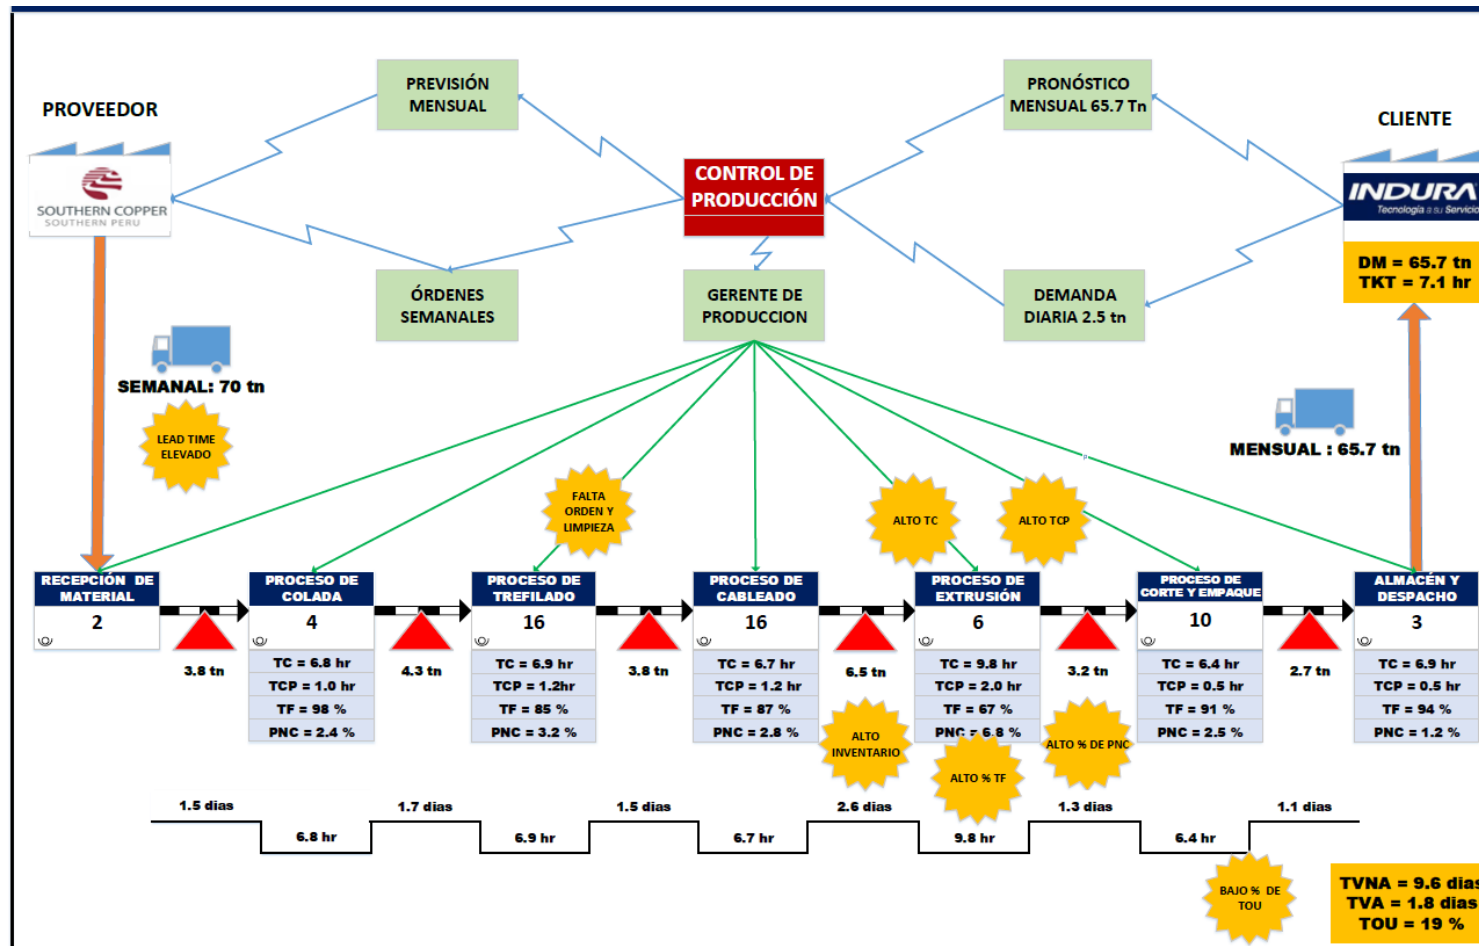 PREVISIÓN
MENSUAL
PRONÓSTICO
MENSUAL 65.7 Tn
PROVEEDOR
CLIENTE
SOUTHERN COPPER
SOUTHERN PERU
CONTROL DE
PRODUCCIÓN
INDURA
Tecnología a su Servicio
DM = 65.7 tn
TKT = 7.1 hr
ÓRDENES
SEMANALES
GERENTE DE
PRODUCCION
DEMANDA
DIARIA 2.5 tn
SEMANAL: 70 tn
LEAD TIME
ELEVADO
MENSUAL : 65.7 tn
P
FALTA
ORDEN Y
LIMPIEZA
ALTO TC
ALTO TCP
RECEPCIÓN DE
MATERIAL
2
3.8 tn
PROCESO DE
COLADA
4
TC = 6.8 hr
TCP = 1.0 hr
TF = 98 %
PNC = 2.4 %
4.3 tn
PROCESO DE
TREFILADO
16
TC = 6.9 hr
TCP = 1.2hr
TF = 85 %
PNC = 3.2 %
3.8 tn
PROCESO DE
CABLEADO
16
TC = 6.7 hr
TCP = 1.2 hr
TF = 87 %
PNC = 2.8 %
6.5 tn
ALTO
INVENTARIO
PROCESO DE
EXTRUSIÓN
6
TC = 9.8 hr
TCP = 2.0 hr
TF = 67 %
PNC = 6.8 %
ALTO % TF
3.2 tn
ALTO % DE PNC
PROCESO DE
CORTE Y EMPAQUE
10
TC = 6.4 hr
TCP = 0.5 hr
TF = 91 %
PNC = 2.5 %
2.7 tn
ALMACÉN Y
DESPACHO
3
TC = 6.9 hr
TCP = 0.5 hr
TF = 94 %
PNC = 1.2 %
1.5 dias
6.8 hr
1.7 dias
6.9 hr
1.5 dias
6.7 hr
2.6 dias
9.8 hr
1.3 dias
6.4 hr
1.1 dias
BAJO % DE
TOU
TVNA = 9.6 dias
TVA = 1.8 dias
TOU = 19 %